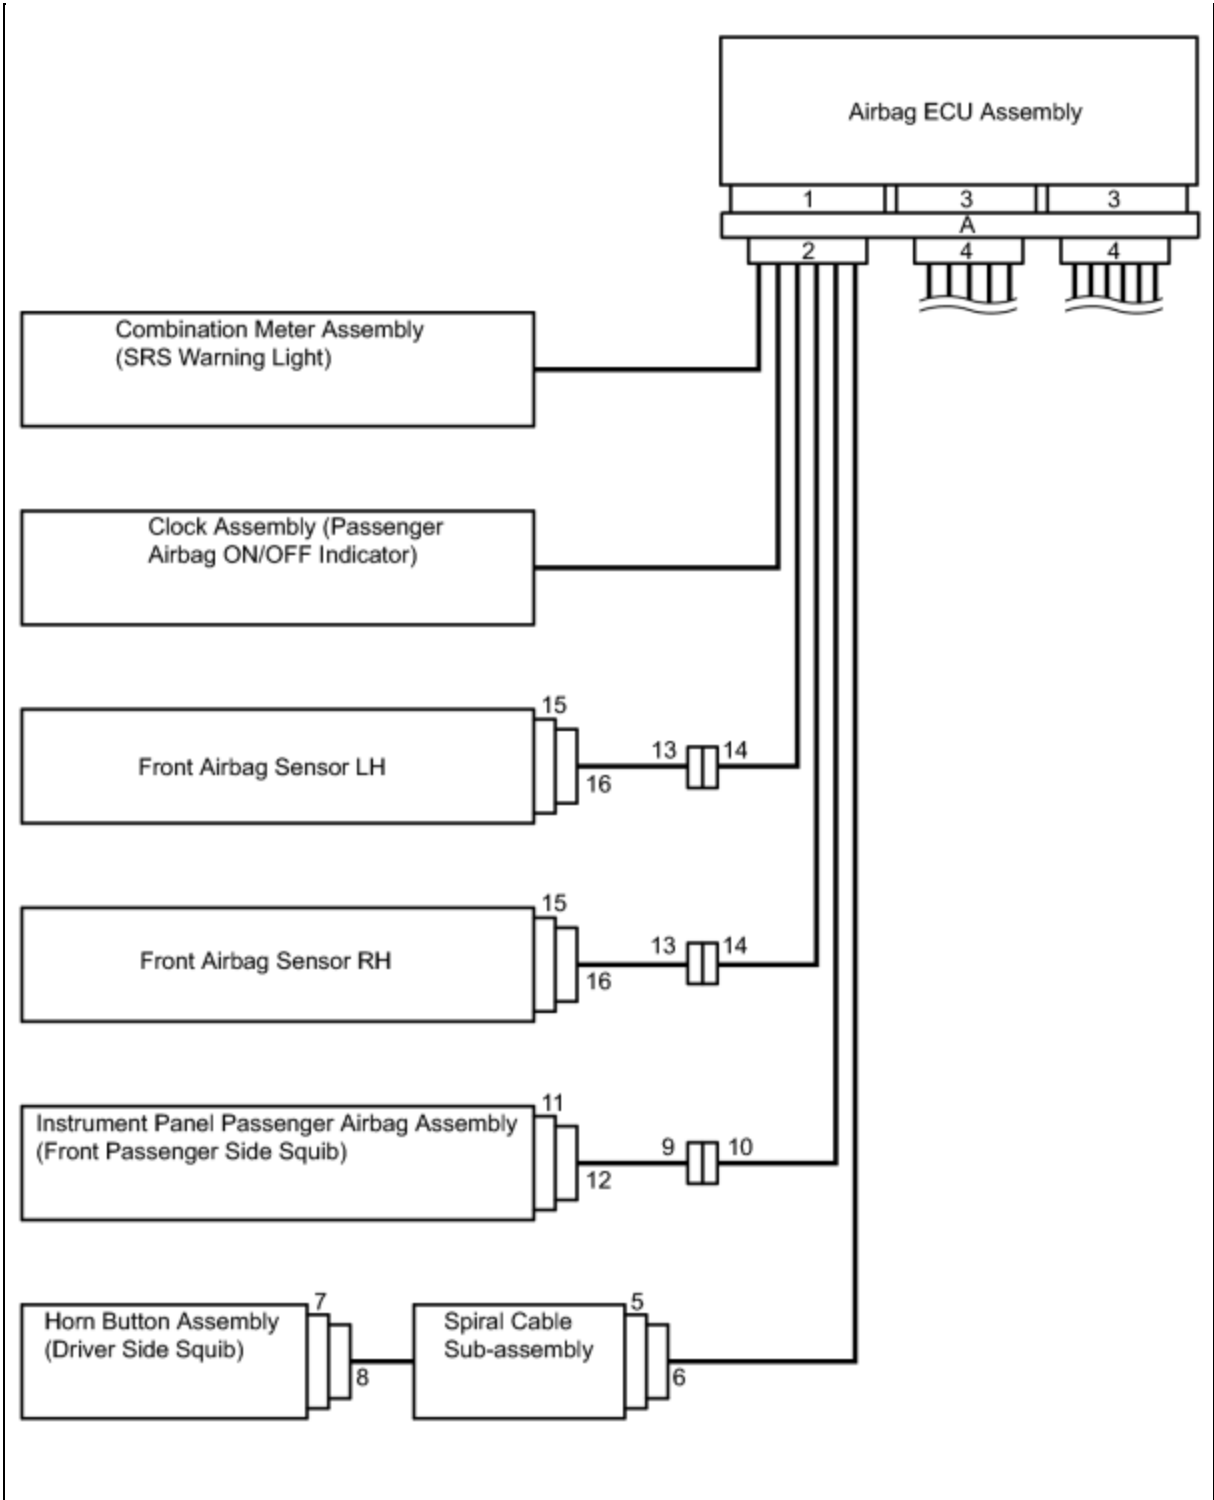 Airbag ECU Assembly
1 3 3
A
2 4 4
Combination Meter Assembly
(SRS Warning Light)
Clock Assembly (Passenger
Airbag ON/OFF Indicator)
15
Front Airbag Sensor LH
13 14
16
15
Front Airbag Sensor RH
13 14
16
11
Instrument Panel Passenger Airbag Assembly
(Front Passenger Side Squib)
9 10
12
7
Horn Button Assembly
(Driver Side Squib)
8
5
Spiral Cable
Sub-assembly
6